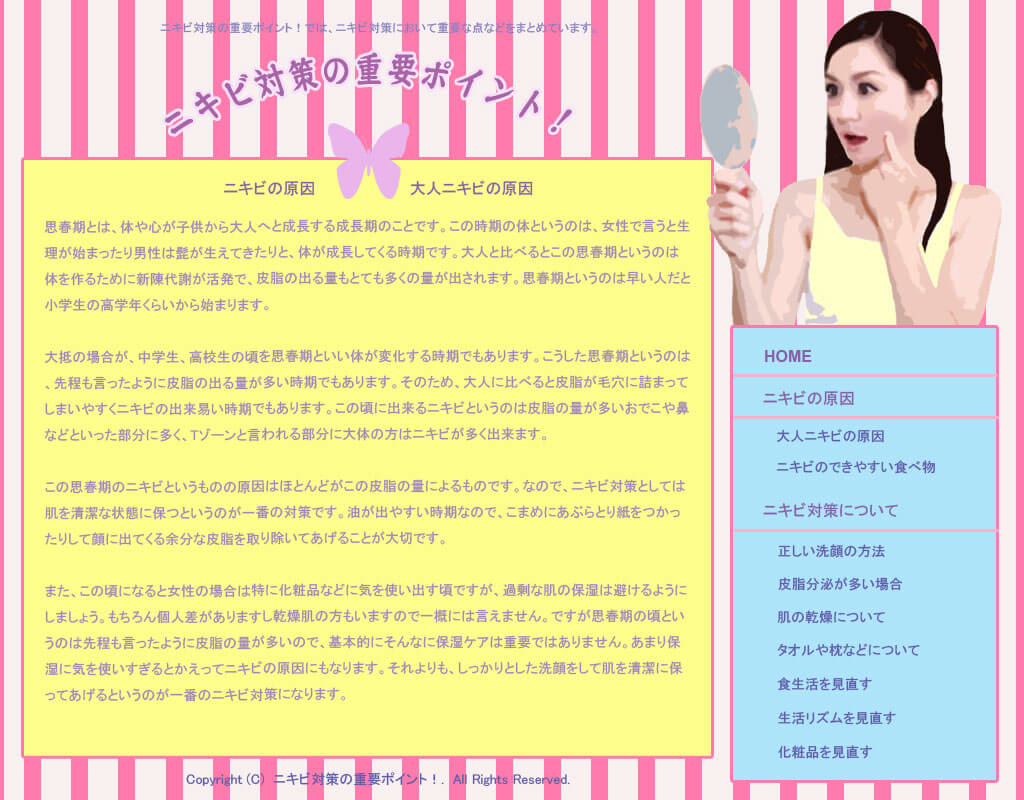 ニキビ対策の重要ポイント！では、ニキビ対策において重要な点などをまとめています。
ニキビ対策の重要ポイント！
ニキビの原因 大人ニキビの原因
思春期とは、体や心が子供から大人へと成長する成長期のことです。この時期の体というのは、女性で言うと生
理が始まったり男性は髭が生えてきたりと、体が成長してくる時期です。大人と比べるとこの思春期というのは
体を作るために新陳代謝が活発で、皮脂の出る量もとても多くの量が出されます。思春期というのは早い人だと
小学生の高学年くらいから始まります。
大抵の場合が、中学生、高校生の頃を思春期といい体が変化する時期でもあります。こうした思春期というのは
、先程も言ったように皮脂の出る量が多い時期でもあります。そのため、大人に比べると皮脂が毛穴に詰まって
しまいやすくニキビの出来易い時期でもあります。この頃に出来るニキビというのは皮脂の量が多いおでこや鼻
などといった部分に多く、Tゾーンと言われる部分に大体の方はニキビが多く出来ます。
この思春期のニキビというものの原因はほとんどがこの皮脂の量によるものです。なので、ニキビ対策としては
肌を清潔な状態に保つというのが一番の対策です。油が出やすい時期なので、こまめにあぶらとり紙をつかっ
たりして顔に出てくる余分な皮脂を取り除いてあげることが大切です。
また、この頃になると女性の場合は特に化粧品などに気を使い出す頃ですが、過剰な肌の保湿は避けるように
しましょう。もちろん個人差がありますし乾燥肌の方もいますので一概には言えません。ですが思春期の頃とい
うのは先程も言ったように皮脂の量が多いので、基本的にそんなに保湿ケアは重要ではありません。あまり保
湿に気を使いすぎるとかえってニキビの原因にもなります。それよりも、しっかりとした洗顔をして肌を清潔に保
ってあげるというのが一番のニキビ対策になります。
HOME
ニキビの原因
大人ニキビの原因
ニキビのできやすい食べ物
ニキビ対策について
正しい洗顔の方法
皮脂分泌が多い場合
肌の乾燥について
タオルや枕などについて
食生活を見直す
生活リズムを見直す
化粧品を見直す
Copyright (C) ニキビ対策の重要ポイント！. All Rights Reserved.